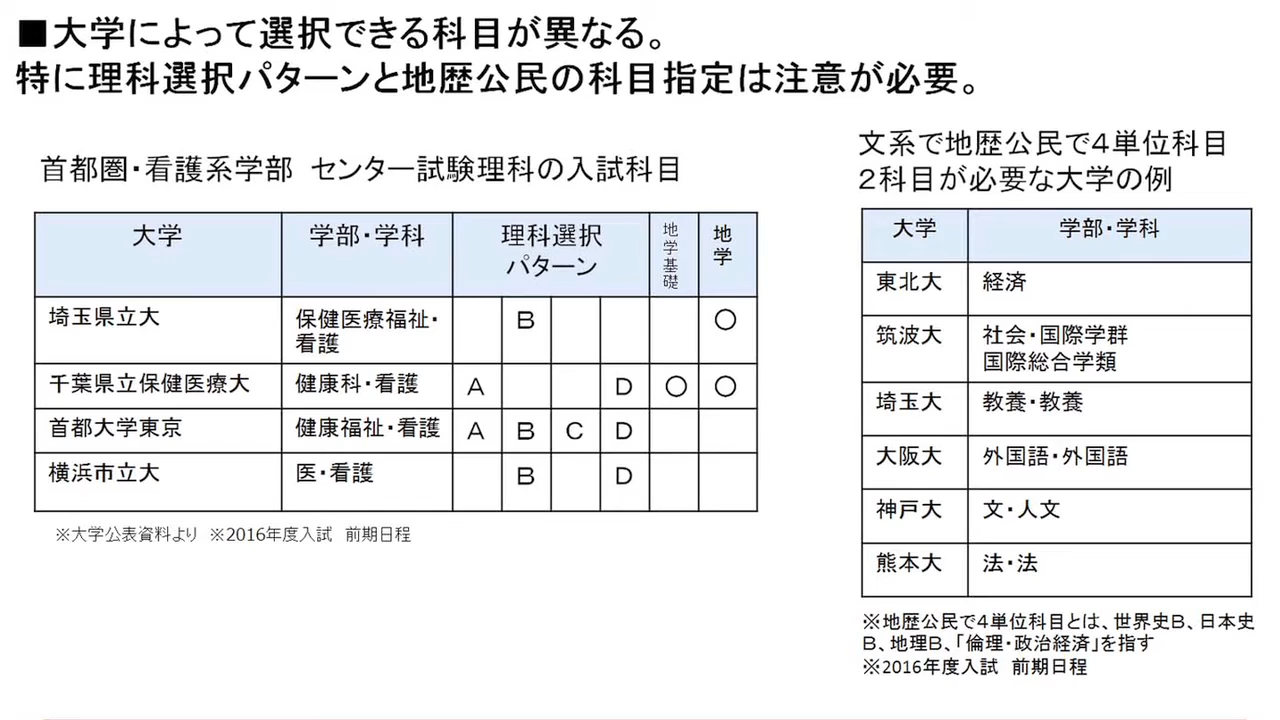 ■大学によって選択できる科目が異なる。
特に理科選択パターンと地歴公民の科目指定は注意が必要。
首都圏・看護系学部 センター試験理科の入試科目
大学 学部・学科 理科選択パターン 地学基礎 地学
埼玉県立大 保健医療福祉・看護 B ○
千葉県立保健医療大 健康科・看護 A D ○ ○
首都大学東京 健康福祉・看護 A B C D
横浜市立大 医・看護 B D
※大学公表資料より ※2016年度入試 前期日程
文系で地歴公民で4単位科目
2科目が必要な大学の例
大学 学部・学科
東北大 経済
筑波大 社会・国際学群
国際総合学類
埼玉大 教養・教養
大阪大 外国語・外国語
神戸大 文・人文
熊本大 法・法
※地歴公民で4単位科目とは、世界史B、日本史
B、地理B、「倫理・政治経済」を指す
※2016年度入試 前期日程